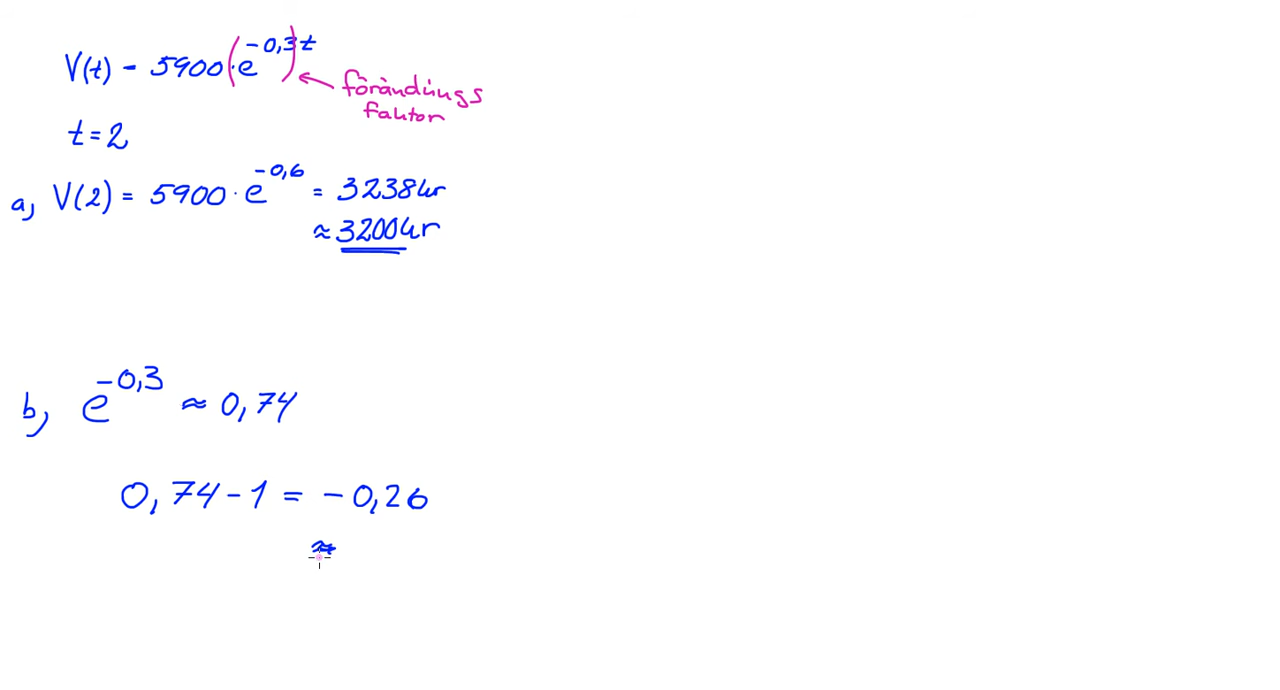 V(t) = 5900(·e^-0,3t)
förändrings
faktor
t=2
a) V(2) = 5900 · e^-0,6 = 3238kr
≈ 3200kr
b) e^-0,3 ≈ 0,74
0,74 - 1 = - 0,26
≈